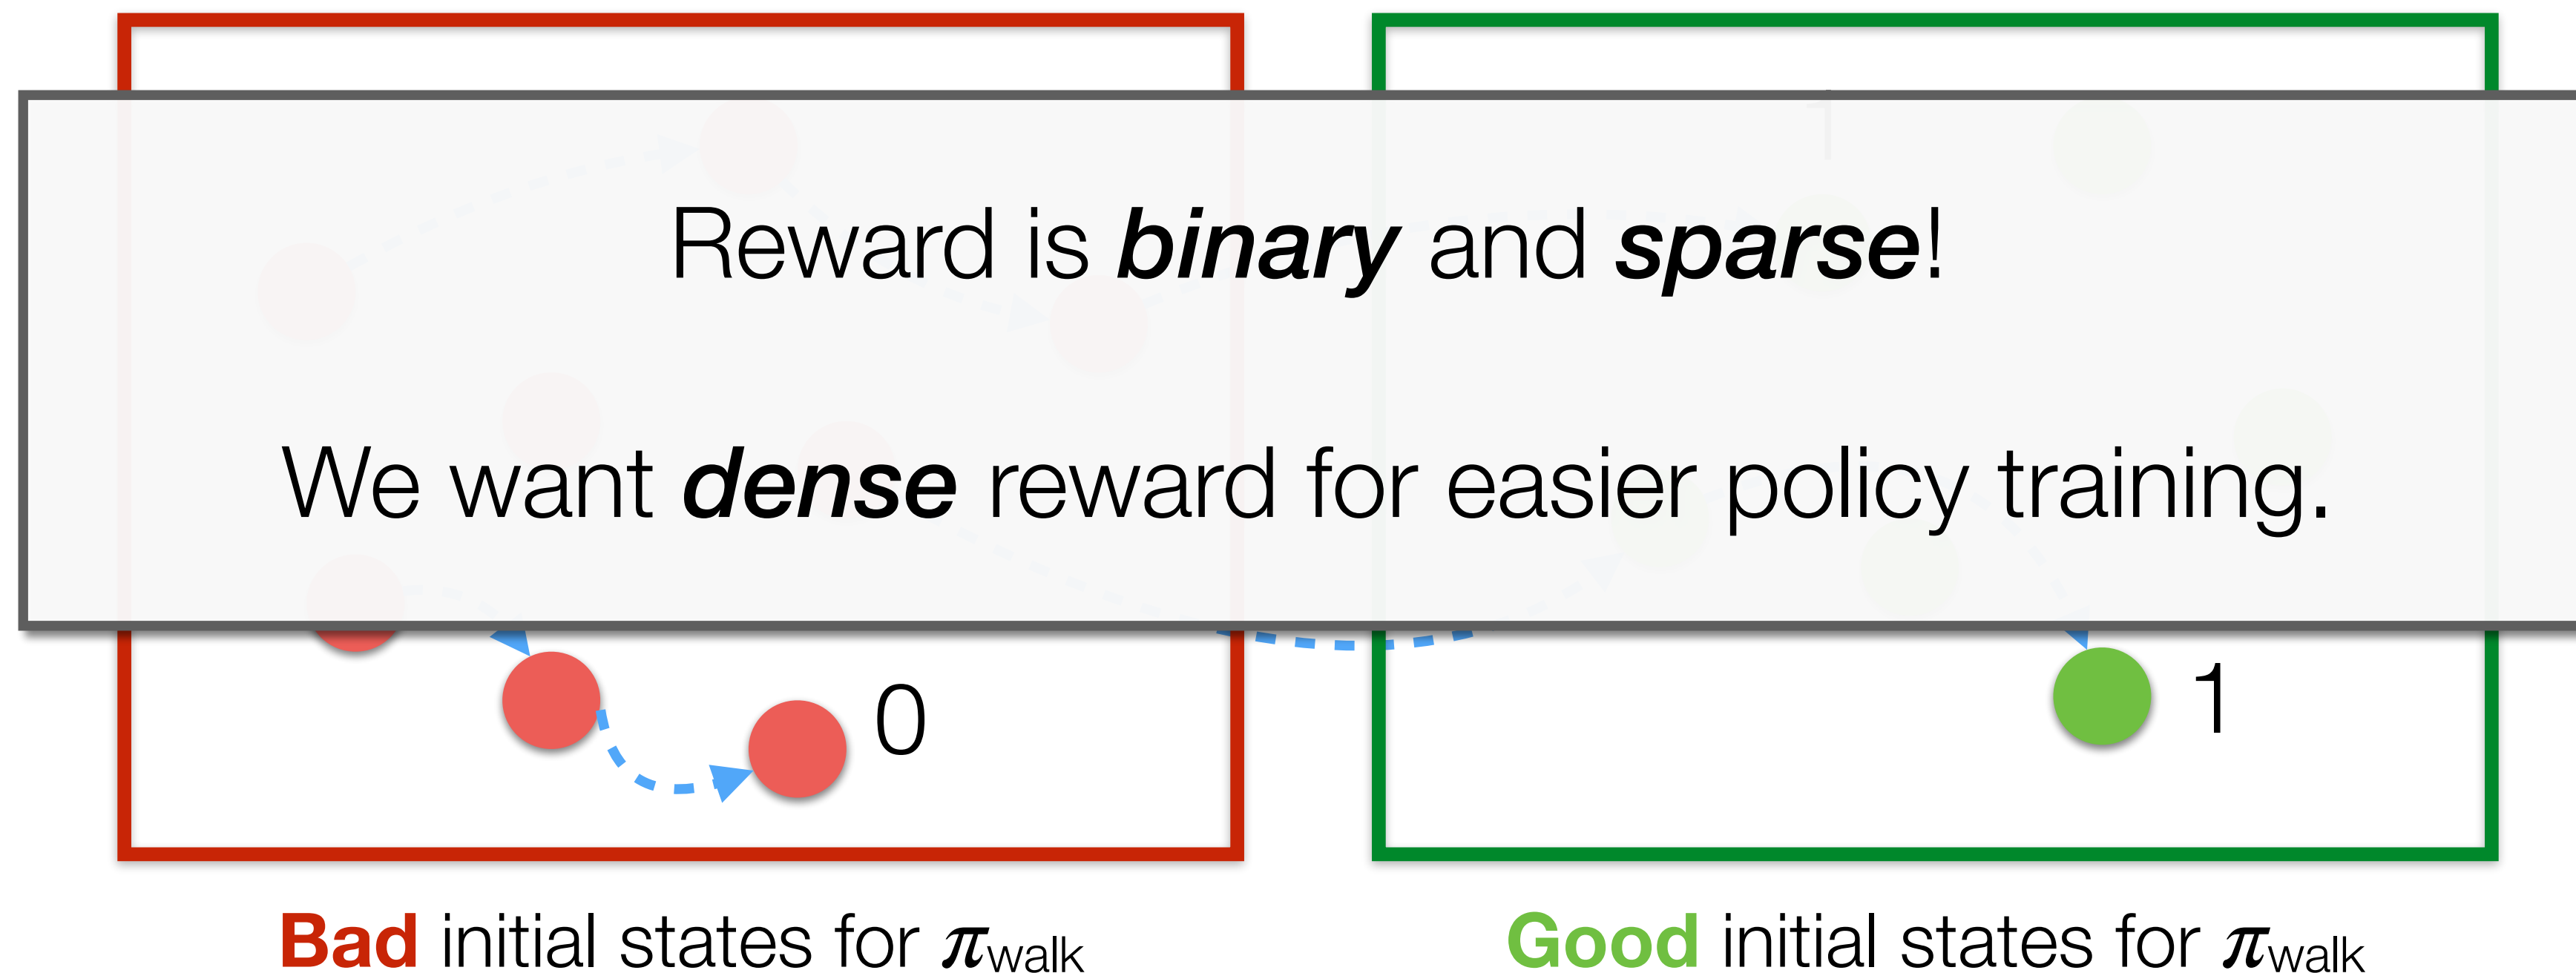 1
Reward is binary and sparse!
We want dense reward for easier policy training.
0
1
Bad initial states for πwalk
Good initial states for πwalk